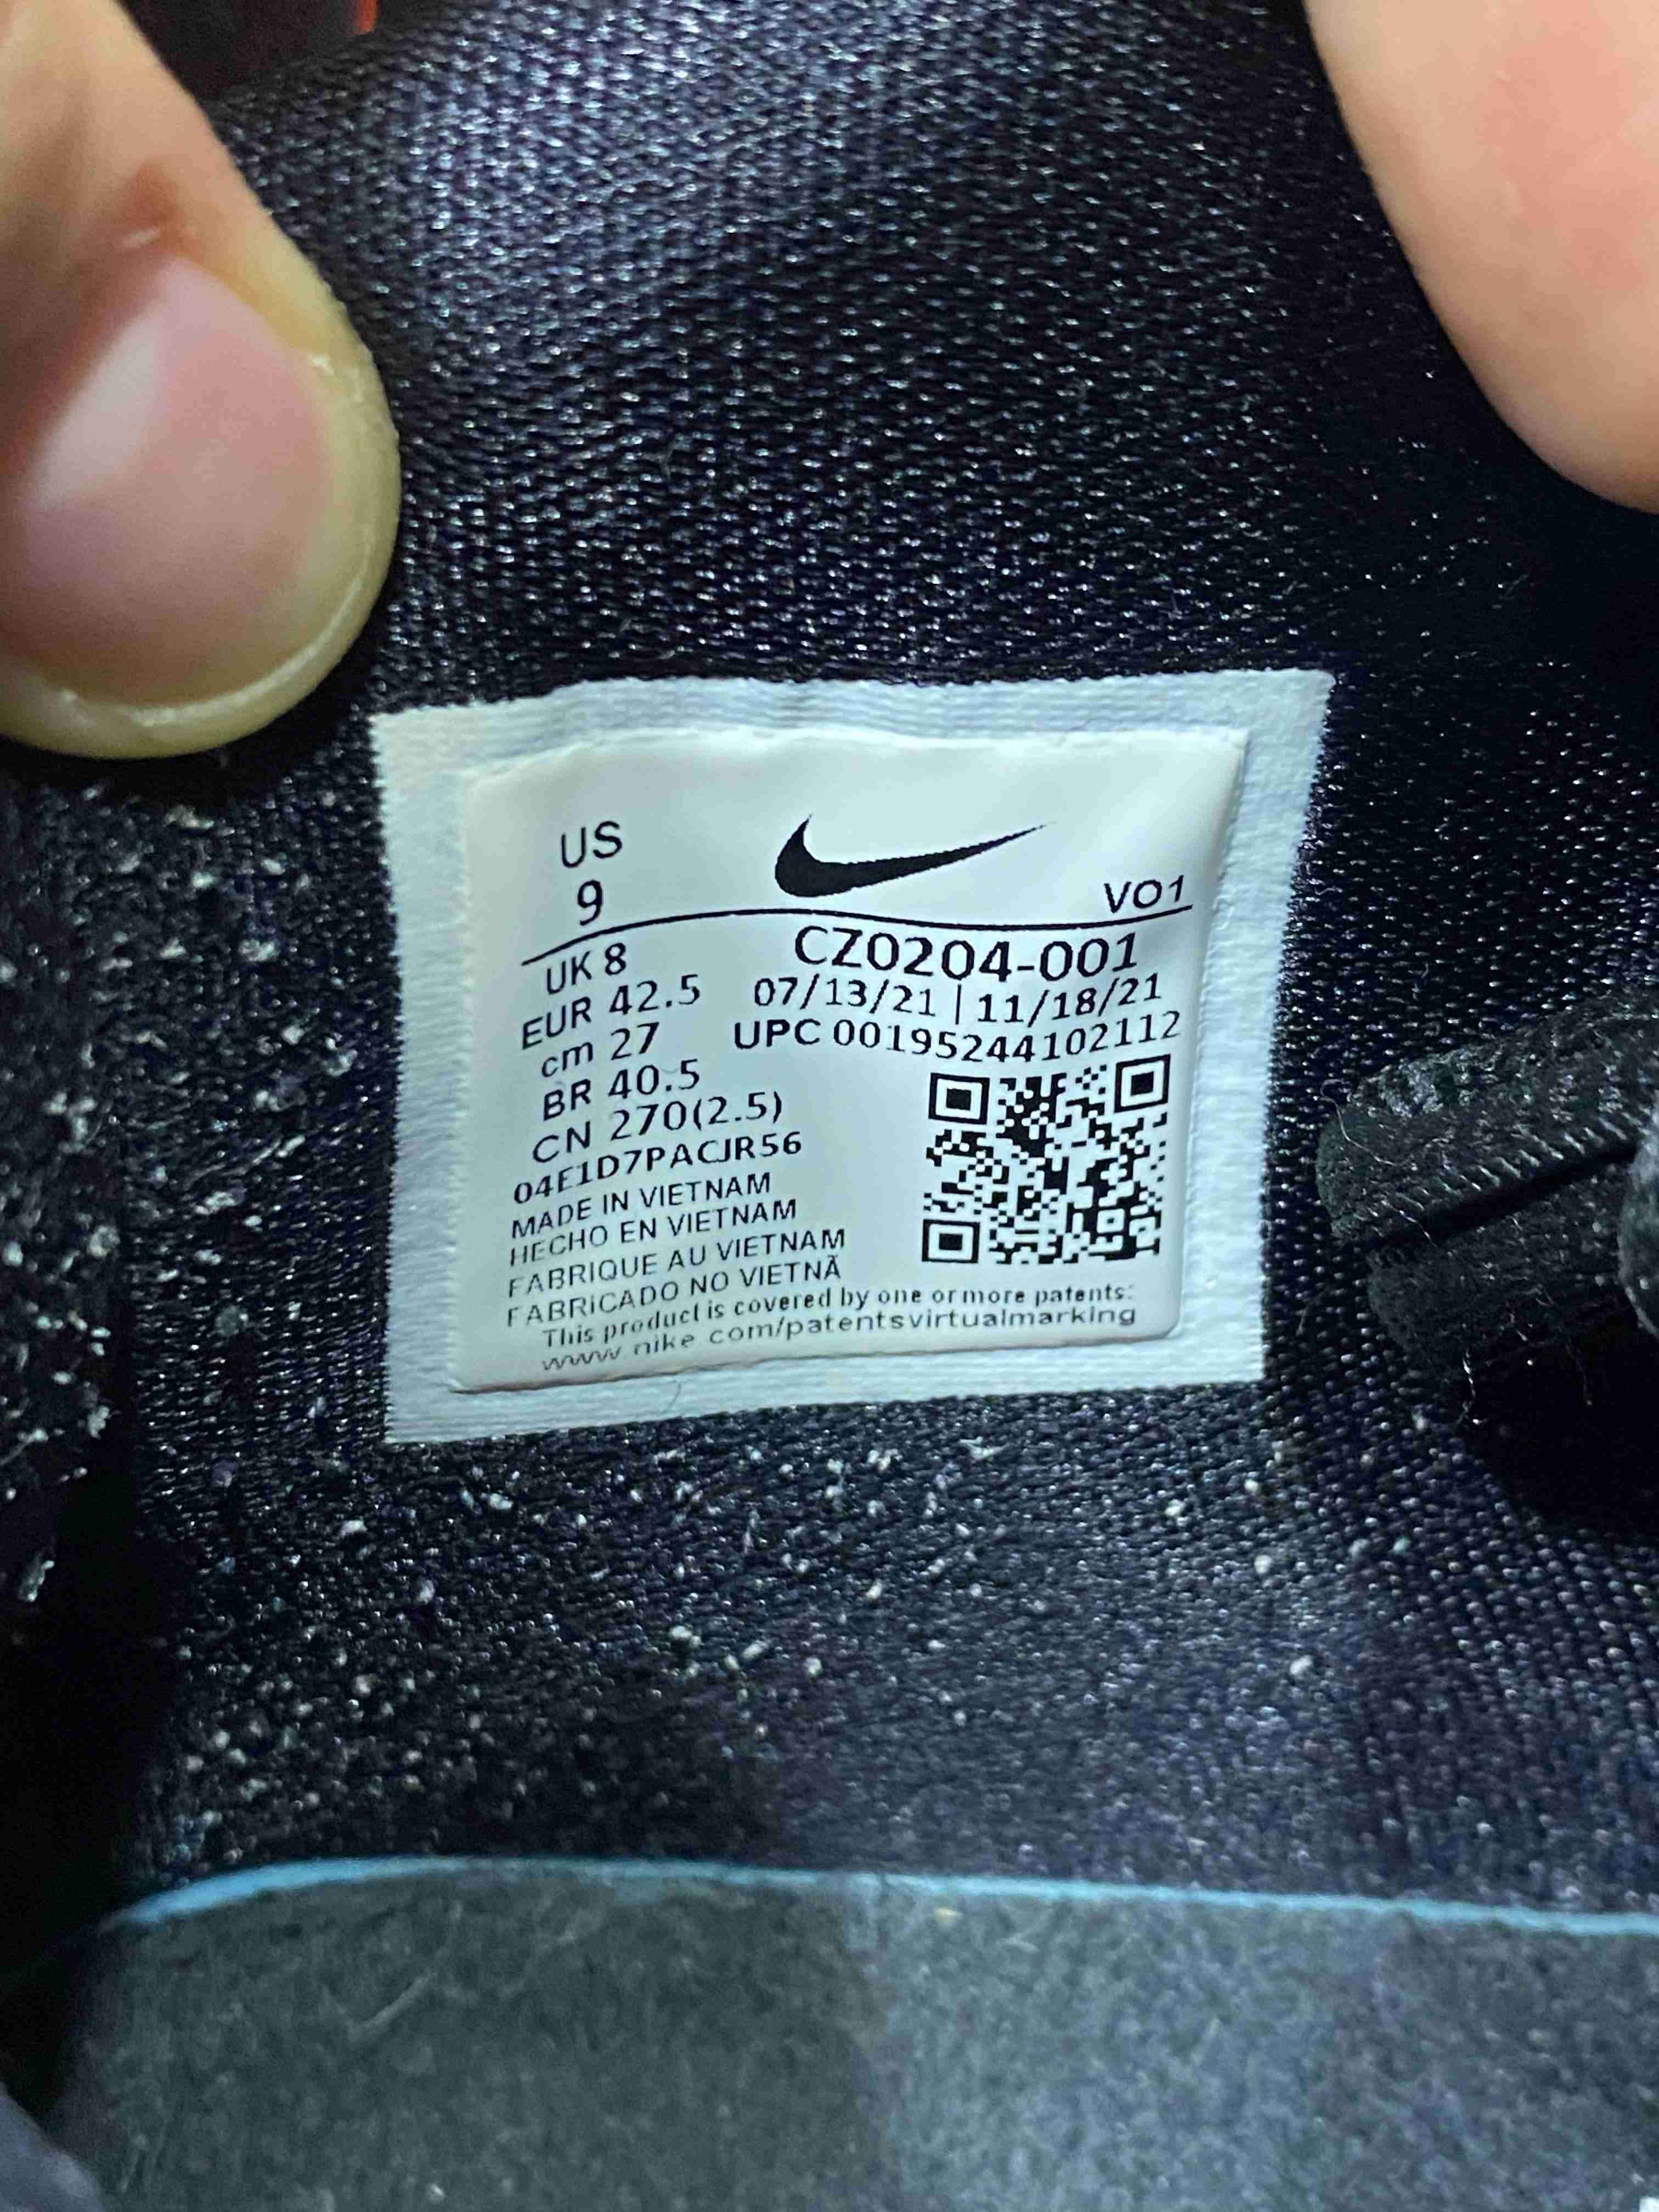 US
9
VO1
UK 8
CZ0204-001
EUR 42.5
07/13/21 | 11/18/21
cm 27
UPC 00195244102112
BR 40.5
CN 270(2.5)
04E1D7PACJR56
MADE IN VIETNAM
HECHO EN VIETNAM
FABRIQUE AU VIETNAM
FABRICADO NO VIETNÃ
This product is covered by one or more patents:
www nike com/patentsvirtualmarking